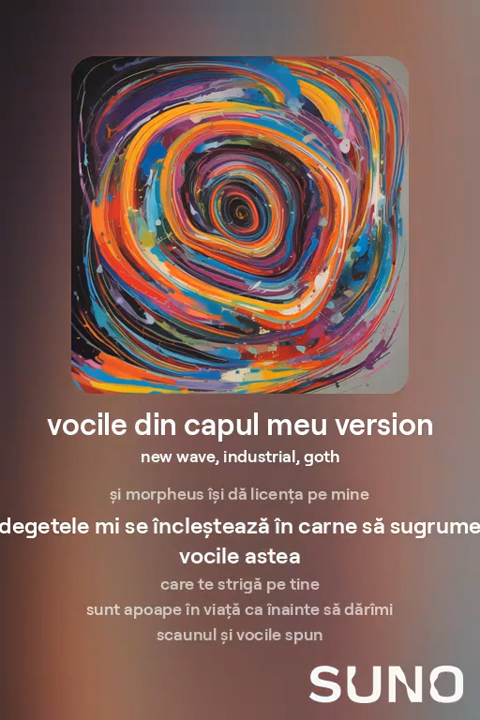 vocile din capul meu version
new wave, industrial, goth
și morpheus își dă licența pe mine
degetele mi se încleștează în carne să sugrume
vocile astea
care te strigă pe tine
sunt apoape în viață ca înainte să dărîmi
scaunul și vocile spun
SUNO